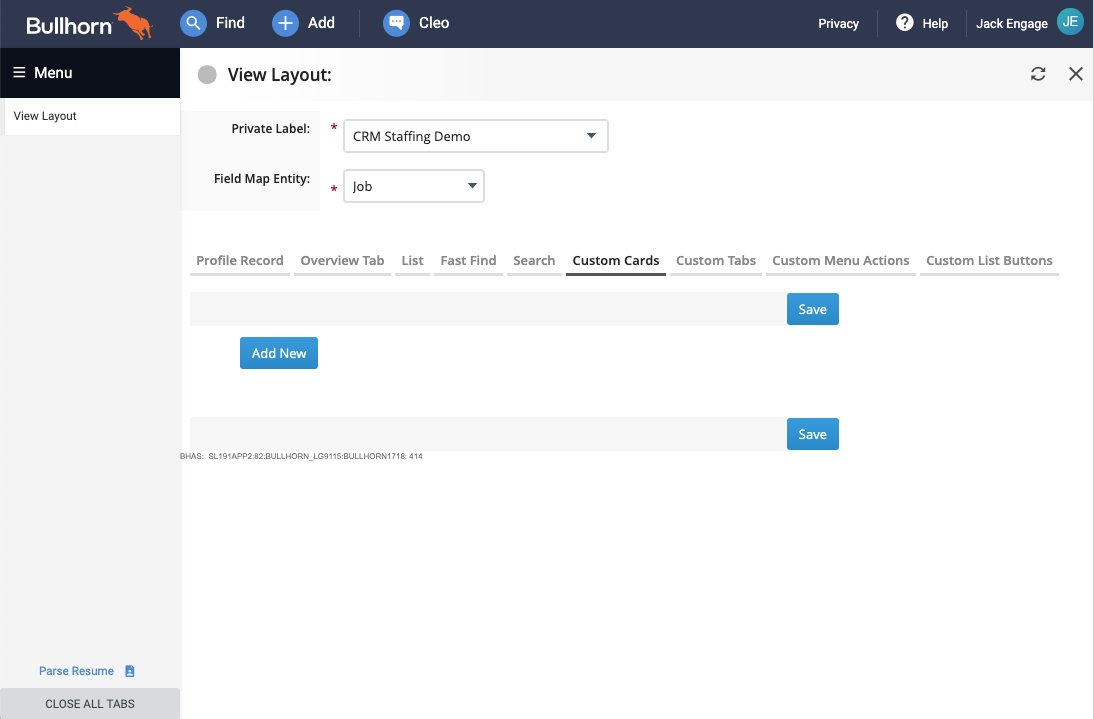 Bullhorn Find Add Cleo Privacy ? Help Jack Engage JE
Menu View Layout:
View Layout
Private Label: * CRM Staffing Demo
Field Map Entity: * Job
Profile Record Overview Tab List Fast Find Search Custom Cards Custom Tabs Custom Menu Actions Custom List Buttons
Save
Add New
Save
BHAS: SL191APP2:82:BULLHORN_LG9115:BULLHORN1718: 414
Parse Resume
CLOSE ALL TABS